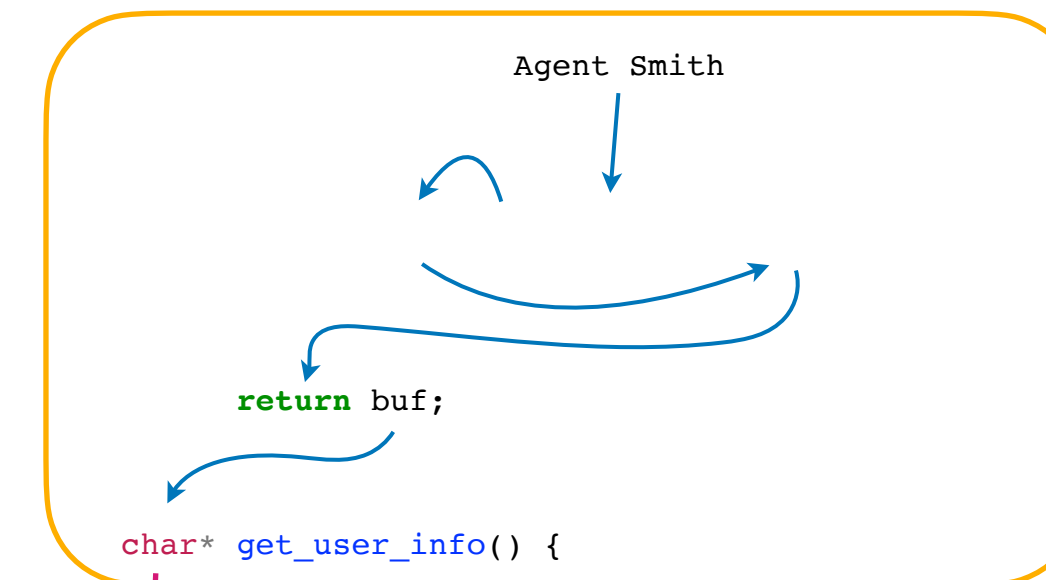 Agent Smith
return buf;
char* get_user_info() {